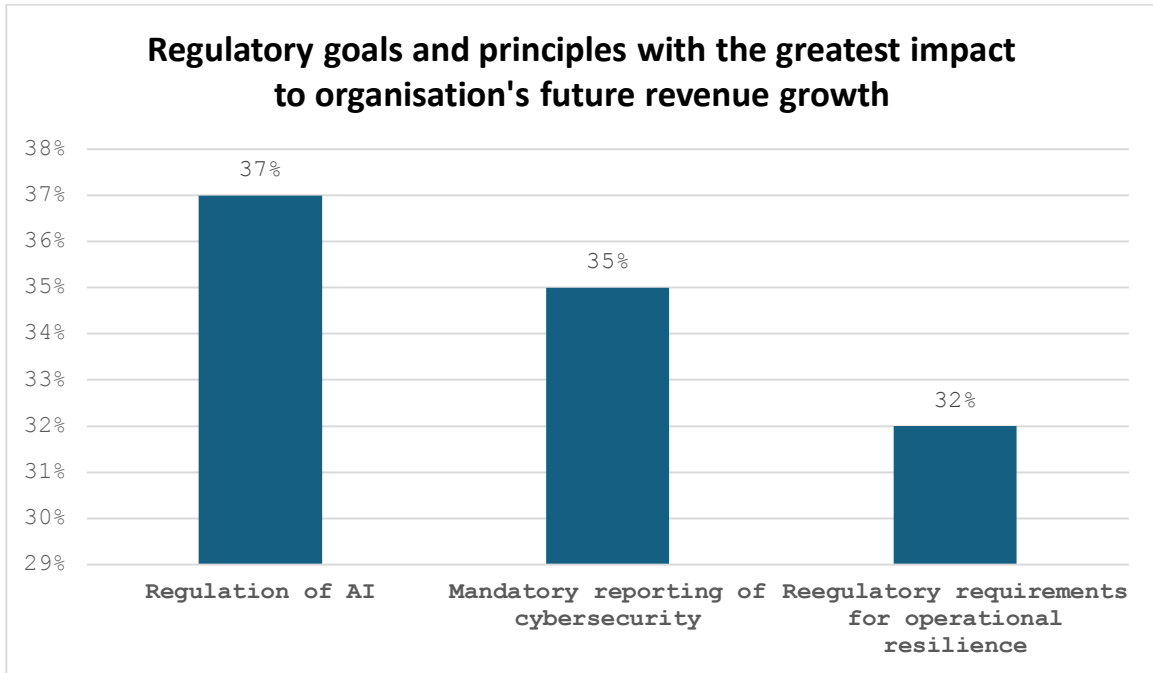 Regulatory goals and principles with the greatest impact
to organisation's future revenue growth
38%
37%
37%
36%
35%
35%
34%
33%
32%
32%
31%
30%
29%
Regulation of AI
Mandatory reporting of
cybersecurity
Reegulatory requirements
for operational
resilience